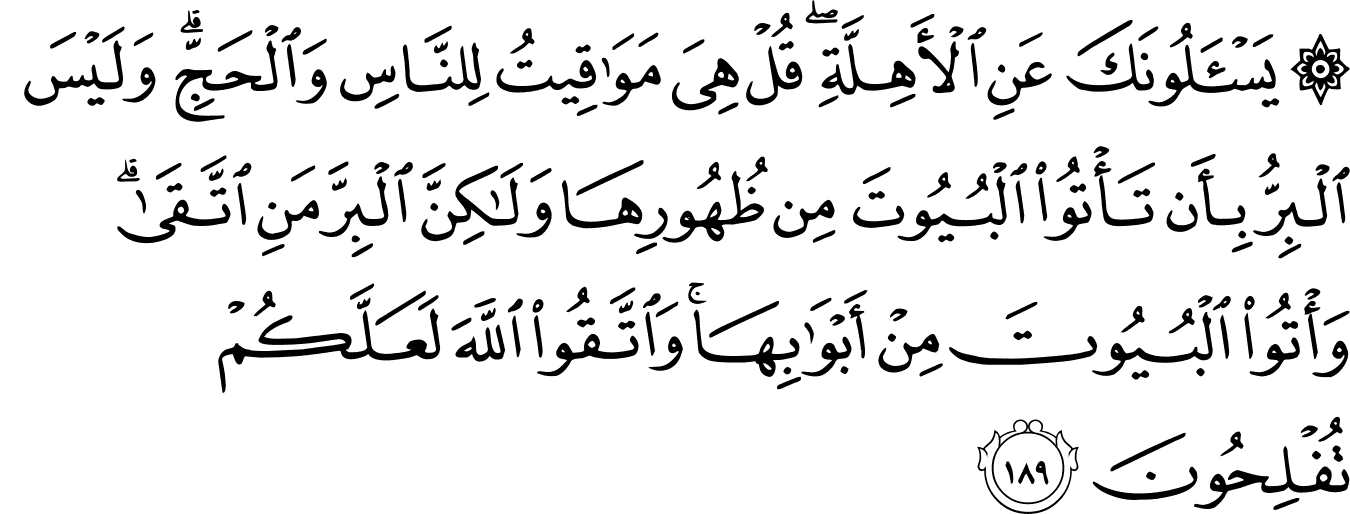 ۞ يَسْـَٔلُونَكَ عَنِ ٱلْأَهِلَّةِ ۖ قُلْ هِىَ مَوَٰقِيتُ لِلنَّاسِ وَٱلْحَجِّ ۗ وَلَيْسَ
ٱلْبِرُّ بِأَن تَأْتُوا۟ ٱلْبُيُوتَ مِن ظُهُورِهَا وَلَـٰكِنَّ ٱلْبِرَّ مَنِ ٱتَّقَىٰ ۗ
وَأْتُوا۟ ٱلْبُيُوتَ مِنْ أَبْوَٰبِهَا ۚ وَٱتَّقُوا۟ ٱللَّهَ لَعَلَّكُمْ
تُفْلِحُونَ ١٨٩